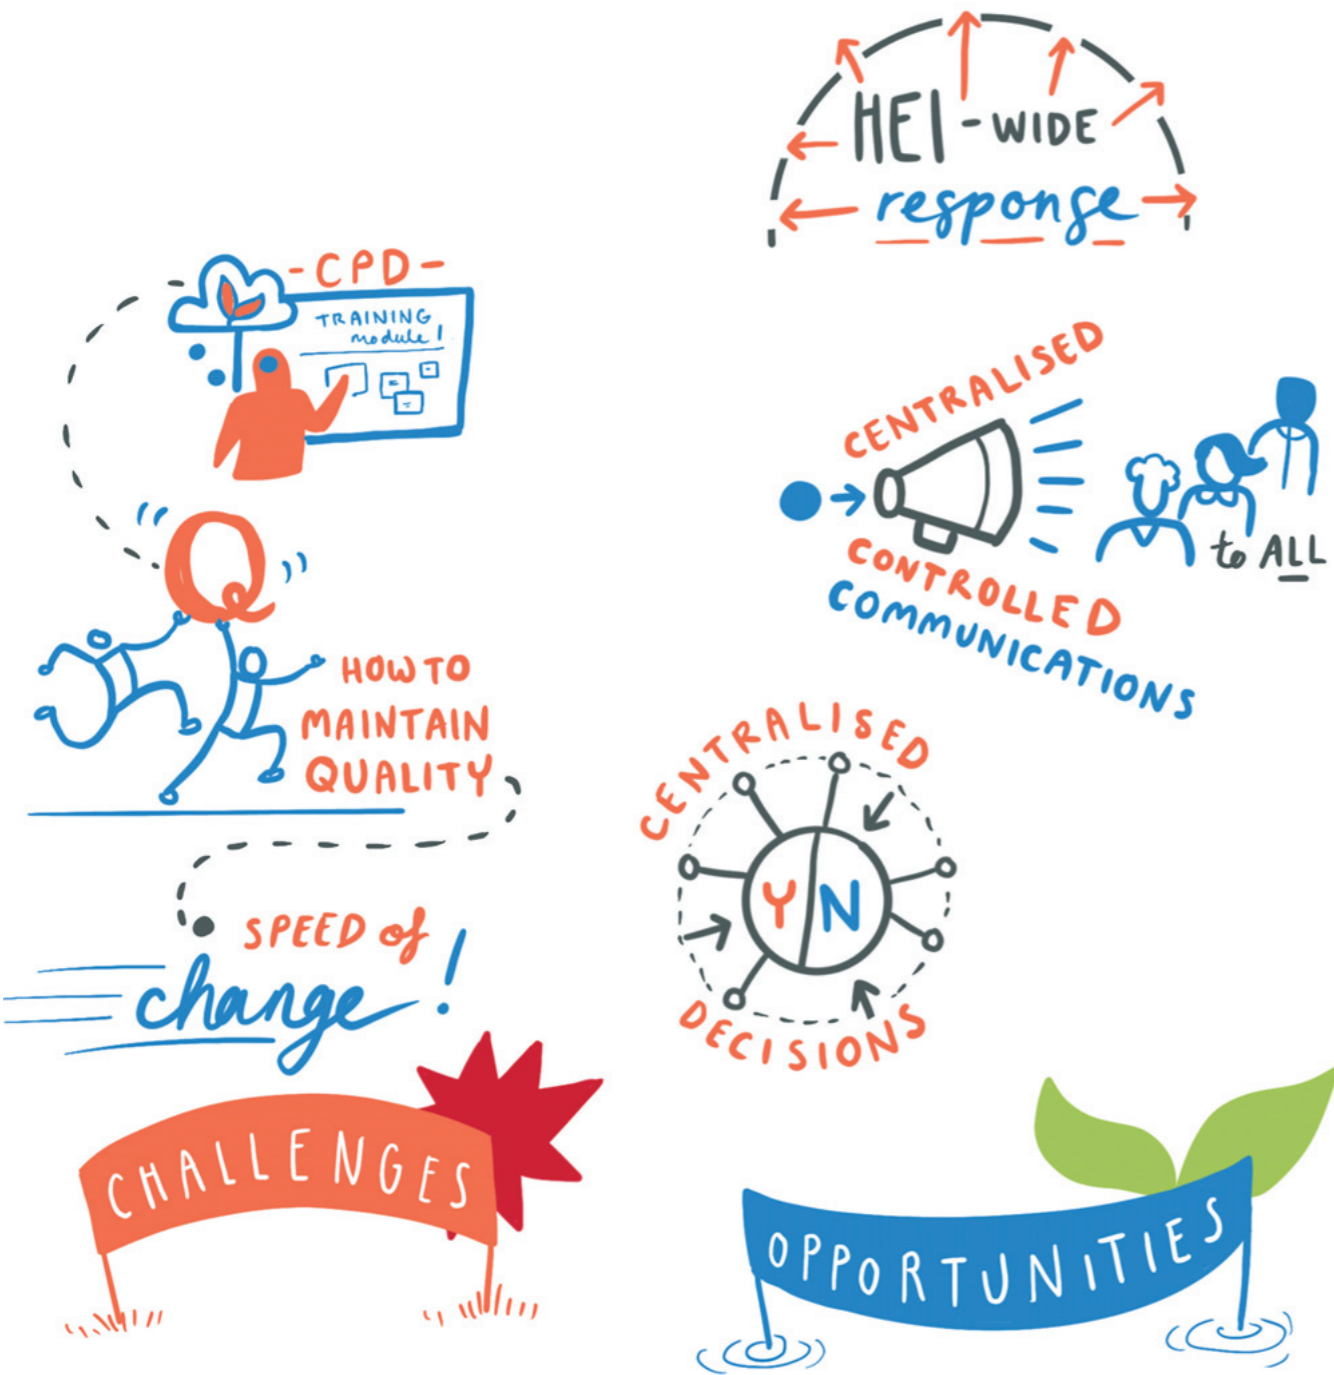 HEI - WIDE
response
- CPD -
TRAINING
module!
CENTRALISED
CONTROLLED
COMMUNICATIONS
to ALL
Q
HOW TO
MAINTAIN
QUALITY
CENTRALISED
Y N
DECISIONS
SPEED of
change!
CHALLENGES
OPPORTUNITIES